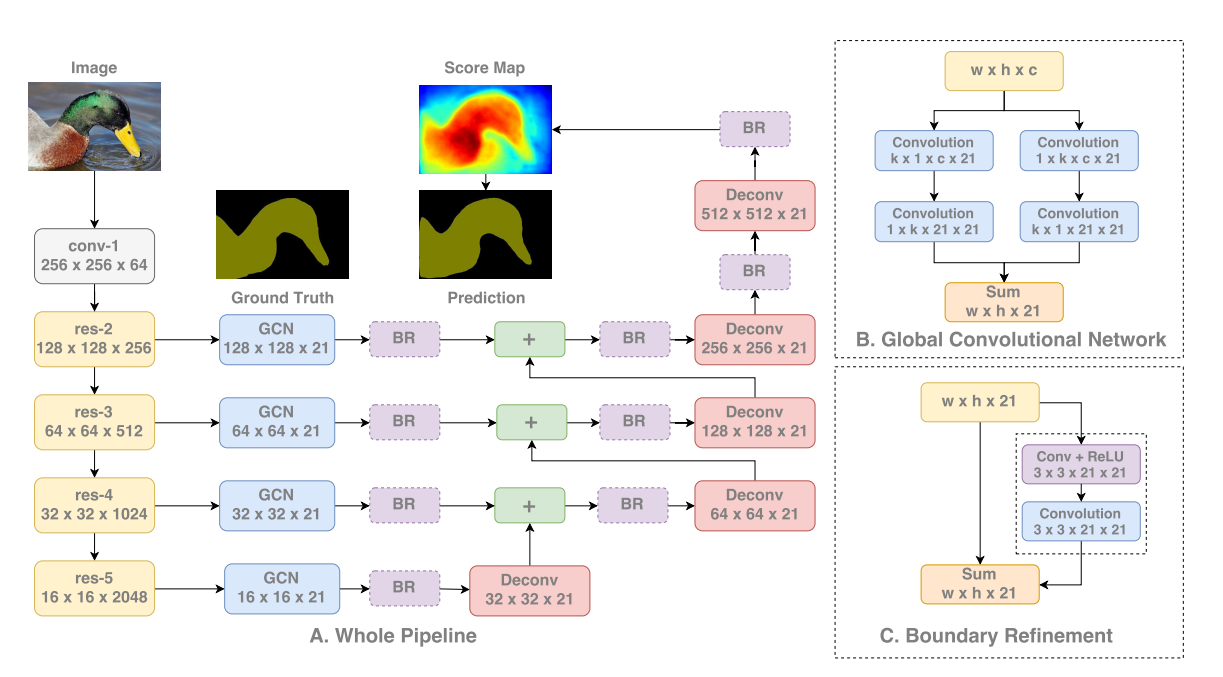 Image
conv-1
256 x 256 x 64
res-2
128 x 128 x 256
res-3
64 x 64 x 512
res-4
32 x 32 x 1024
res-5
16 x 16 x 2048
Ground Truth
Score Map
Prediction
GCN
128 x 128 x 21
BR
+
BR
Deconv
256 x 256 x 21
BR
Deconv
512 x 512 x 21
BR
GCN
64 x 64 x 21
BR
+
BR
Deconv
128 x 128 x 21
GCN
32 x 32 x 21
BR
+
BR
Deconv
64 x 64 x 21
GCN
16 x 16 x 21
BR
Deconv
32 x 32 x 21
A. Whole Pipeline
w x h x c
Convolution
k x 1 x c x 21
Convolution
1 x k x c x 21
Convolution
1 x k x 21 x 21
Convolution
k x 1 x 21 x 21
Sum
w x h x 21
B. Global Convolutional Network
w x h x 21
Conv + ReLU
3 x 3 x 21 x 21
Convolution
3 x 3 x 21 x 21
Sum
w x h x 21
C. Boundary Refinement